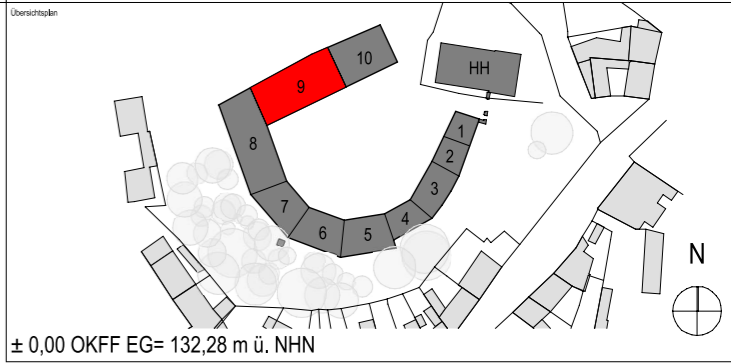 Übersichtsplan
10
HH
9
1
8
2
3
7
4
6
5
N
± 0,00 OKFF EG= 132,28 m ü. NHN